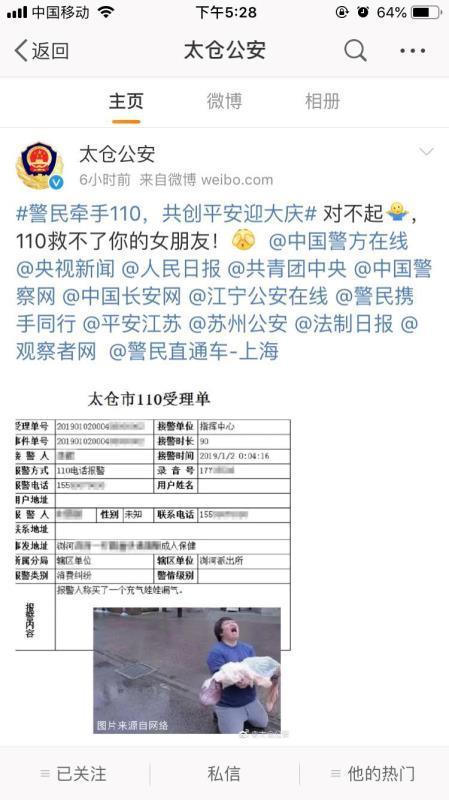 中国移动 下午5:28 64%
返回 太仓公安
主页 微博 相册
太仓公安
6小时前 来自微博 weibo.com
#警民牵手110，共创平安迎大庆# 对不起🤷，
110救不了你的女朋友！😫 @中国警方在线
@央视新闻 @人民日报 @共青团中央 @中国警
察网 @中国长安网 @江宁公安在线 @警民携
手同行 @平安江苏 @苏州公安 @法制日报 @
观察者网 @警民直通车-上海
太仓市110受理单
受理单号 201901020004 接警单位 指挥中心
事件单号 201901020004 接警时长 90
接 警 人 接警时间 2019/1/2 0:04:16
报警方式 110电话报警 录 音 号 177
报警电话 155 用户姓名
用户地址
报 警 人 性别 未知 联系电话 155
联系地址
事发地址 浏河 成人保健
所属分局 辖区单位 辖区单位 浏河派出所
报警类别 消费纠纷 警情级别
报警内容 报警人称买了一个充气娃娃漏气。
图片来源自网络
已关注 私信 他的热门